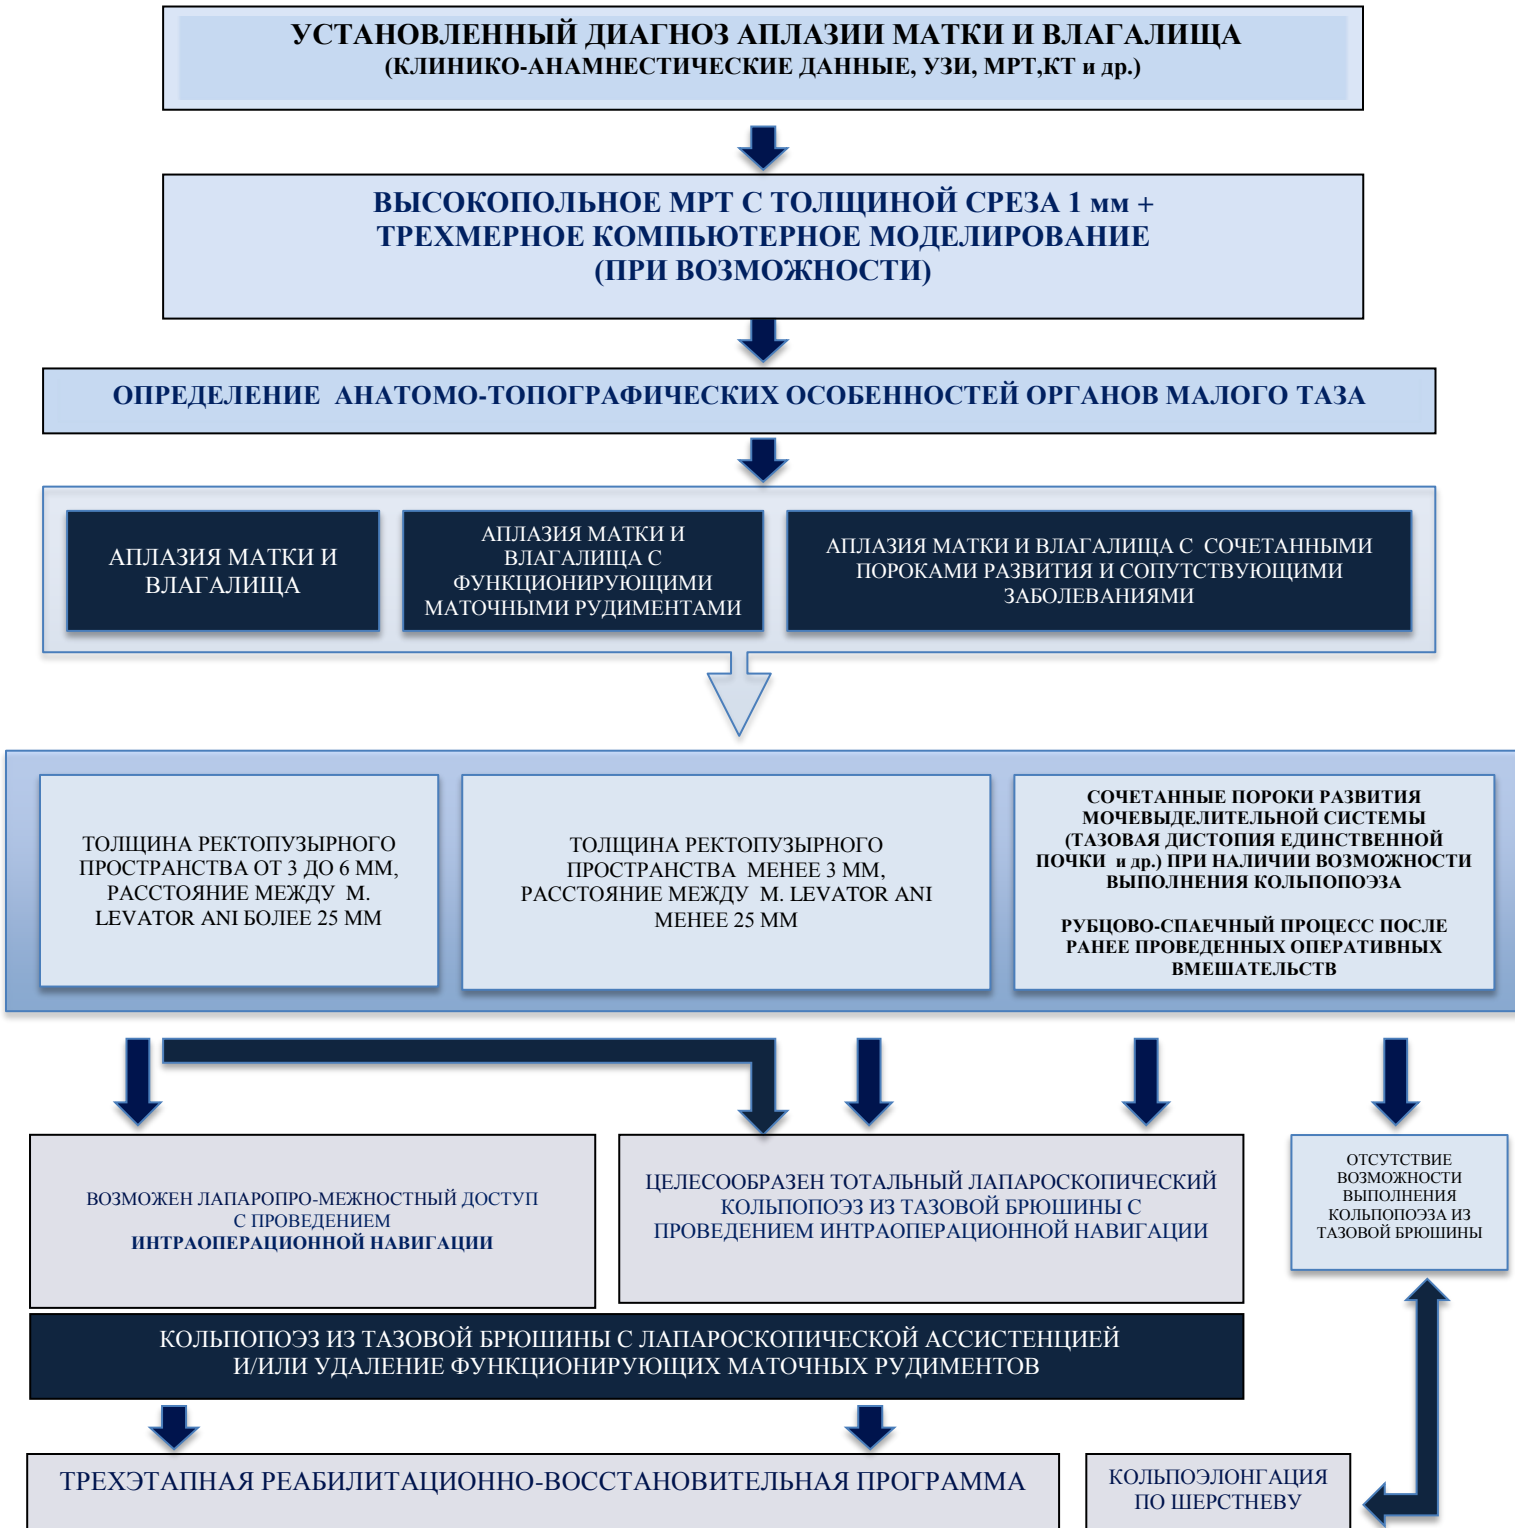 УСТАНОВЛЕННЫЙ ДИАГНОЗ АПЛАЗИИ МАТКИ И ВЛАГАЛИЩА
(КЛИНИКО-АНАМНЕСТИЧЕСКИЕ ДАННЫЕ, УЗИ, МРТ,КТ и др.)
ВЫСОКОПОЛЬНОЕ МРТ С ТОЛЩИНОЙ СРЕЗА 1 мм +
ТРЕХМЕРНОЕ КОМПЬЮТЕРНОЕ МОДЕЛИРОВАНИЕ
(ПРИ ВОЗМОЖНОСТИ)
ОПРЕДЕЛЕНИЕ АНАТОМО-ТОПОГРАФИЧЕСКИХ ОСОБЕННОСТЕЙ ОРГАНОВ МАЛОГО ТАЗА
АПЛАЗИЯ МАТКИ И
ВЛАГАЛИЩА
АПЛАЗИЯ МАТКИ И
ВЛАГАЛИЩА С
ФУНКЦИОНИРУЮЩИМИ
МАТОЧНЫМИ РУДИМЕНТАМИ
АПЛАЗИЯ МАТКИ И ВЛАГАЛИЩА С СОЧЕТАННЫМИ
ПОРОКАМИ РАЗВИТИЯ И СОПУТСТВУЮЩИМИ
ЗАБОЛЕВАНИЯМИ
ТОЛЩИНА РЕКТОПУЗЫРНОГО
ПРОСТРАНСТВА ОТ 3 ДО 6 ММ,
РАССТОЯНИЕ МЕЖДУ M.
LEVATOR ANI БОЛЕЕ 25 ММ
ТОЛЩИНА РЕКТОПУЗЫРНОГО
ПРОСТРАНСТВА МЕНЕЕ 3 ММ,
РАССТОЯНИЕ МЕЖДУ M. LEVATOR ANI
МЕНЕЕ 25 ММ
СОЧЕТАННЫЕ ПОРОКИ РАЗВИТИЯ
МОЧЕВЫДЕЛИТЕЛЬНОЙ СИСТЕМЫ
(ТАЗОВАЯ ДИСТОПИЯ ЕДИНСТВЕННОЙ
ПОЧКИ и др.) ПРИ НАЛИЧИИ ВОЗМОЖНОСТИ
ВЫПОЛНЕНИЯ КОЛЬПОПОЭЗА
РУБЦОВО-СПАЕЧНЫЙ ПРОЦЕСС ПОСЛЕ
РАНЕЕ ПРОВЕДЕННЫХ ОПЕРАТИВНЫХ
ВМЕШАТЕЛЬСТВ
ВОЗМОЖЕН ЛАПАРОПРО-МЕЖНОСТНЫЙ ДОСТУП
С ПРОВЕДЕНИЕМ
ИНТРАОПЕРАЦИОННОЙ НАВИГАЦИИ
ЦЕЛЕСООБРАЗЕН ТОТАЛЬНЫЙ ЛАПАРОСКОПИЧЕСКИЙ
КОЛЬПОПОЭЗ ИЗ ТАЗОВОЙ БРЮШИНЫ С
ПРОВЕДЕНИЕМ ИНТРАОПЕРАЦИОННОЙ НАВИГАЦИИ
ОТСУТСТВИЕ
ВОЗМОЖНОСТИ
ВЫПОЛНЕНИЯ
КОЛЬПОПОЭЗА ИЗ
ТАЗОВОЙ БРЮШИНЫ
КОЛЬПОПОЭЗ ИЗ ТАЗОВОЙ БРЮШИНЫ С ЛАПАРОСКОПИЧЕСКОЙ АССИСТЕНЦИЕЙ
И/ИЛИ УДАЛЕНИЕ ФУНКЦИОНИРУЮЩИХ МАТОЧНЫХ РУДИМЕНТОВ
ТРЕХЭТАПНАЯ РЕАБИЛИТАЦИОННО-ВОССТАНОВИТЕЛЬНАЯ ПРОГРАММА
КОЛЬПОЭЛОНГАЦИЯ
ПО ШЕРСТНЕВУ